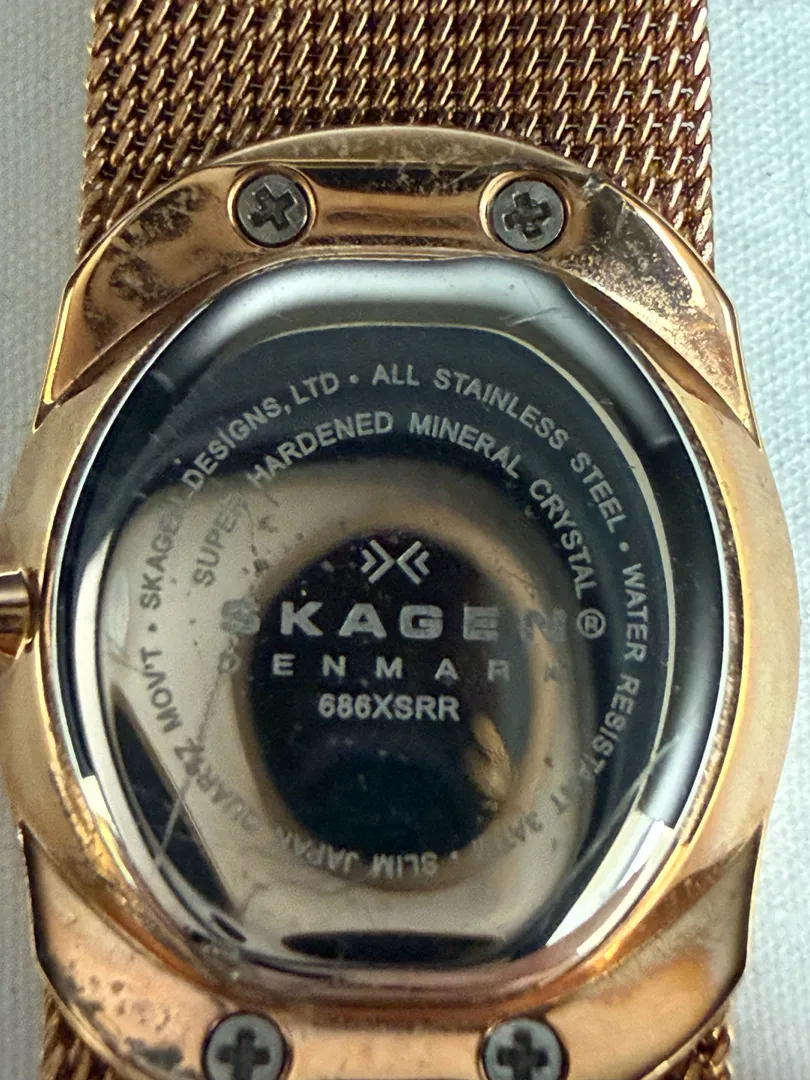 SKAGEN DESIGNS, LTD • ALL STAINLESS STEEL • WATER RESISTANT 3ATM • SLIM JAPAN QUARTZ MOV'T •
SUPER HARDENED MINERAL CRYSTAL
SKAGEN®
DENMARK
686XSRR